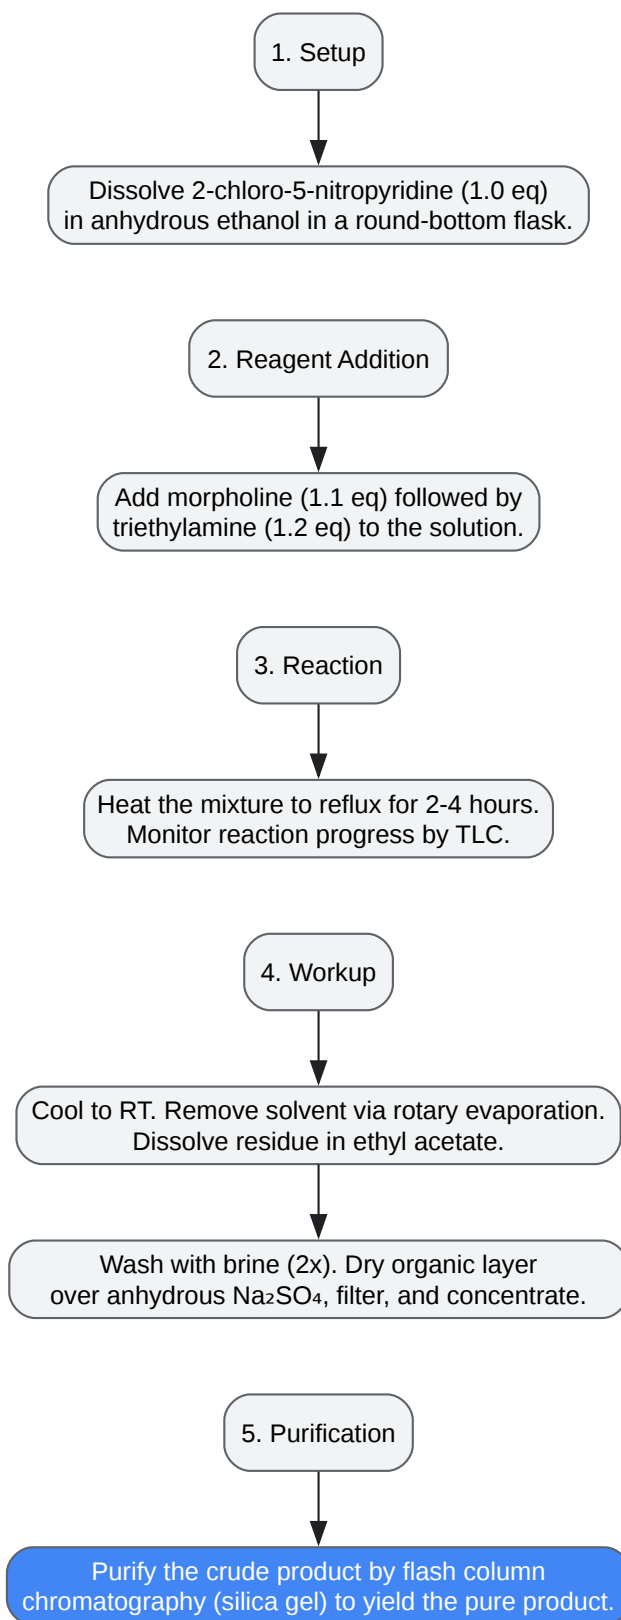 1. Setup
Dissolve 2-chloro-5-nitropyridine (1.0 eq)
in anhydrous ethanol in a round-bottom flask.
2. Reagent Addition
Add morpholine (1.1 eq) followed by
triethylamine (1.2 eq) to the solution.
3. Reaction
Heat the mixture to reflux for 2-4 hours.
Monitor reaction progress by TLC.
4. Workup
Cool to RT. Remove solvent via rotary evaporation.
Dissolve residue in ethyl acetate.
Wash with brine (2x). Dry organic layer
over anhydrous Na₂SO₄, filter, and concentrate.
5. Purification
Purify the crude product by flash column
chromatography (silica gel) to yield the pure product.